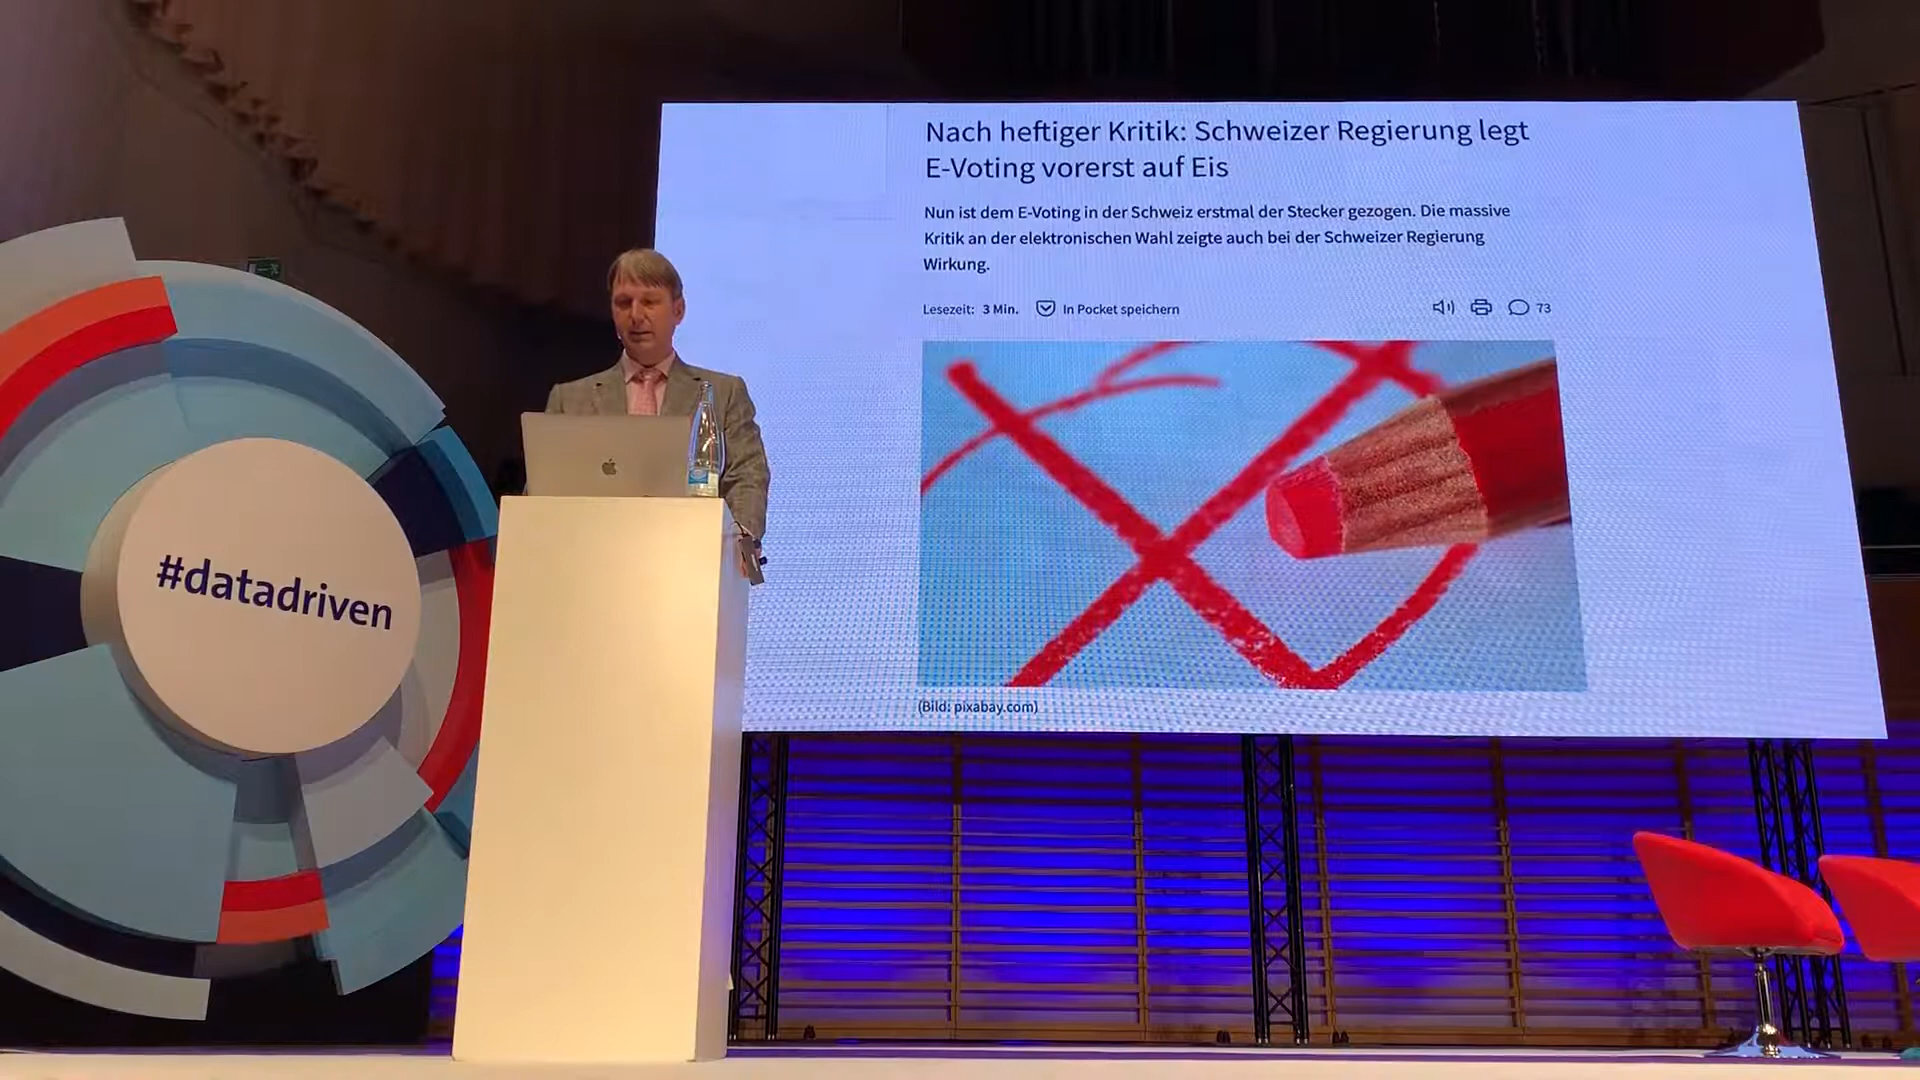 Nach heftiger Kritik: Schweizer Regierung legt
E-Voting vorerst auf Eis
Nun ist dem E-Voting in der Schweiz erstmal der Stecker gezogen. Die massive
Kritik an der elektronischen Wahl zeigte auch bei der Schweizer Regierung
Wirkung.
Lesezeit: 3 Min. In Pocket speichern 73
(Bild: pixabay.com)
#datadriven